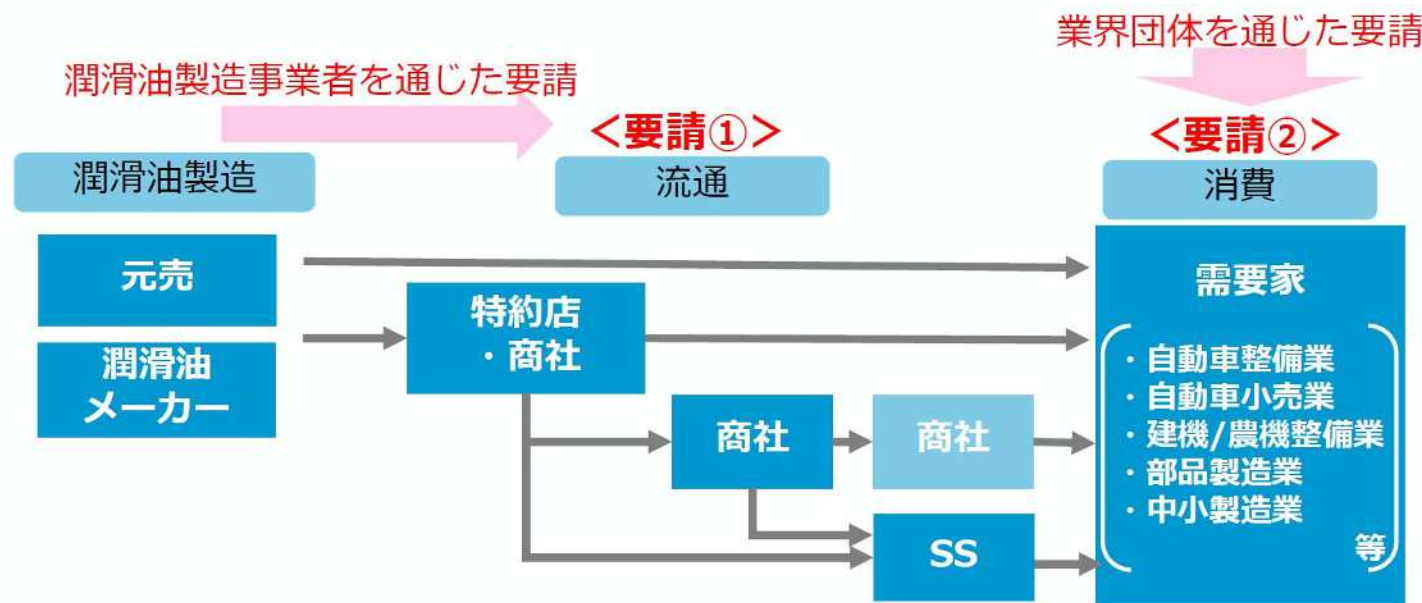 業界団体を通じた要請
潤滑油製造事業者を通じた要請
<要請①>
<要請②>
潤滑油製造
流通
消費
元売
潤滑油
メーカー
特約店
・商社
商社
商社
SS
需要家
・自動車整備業
・自動車小売業
・建機/農機整備業
・部品製造業
・中小製造業
等